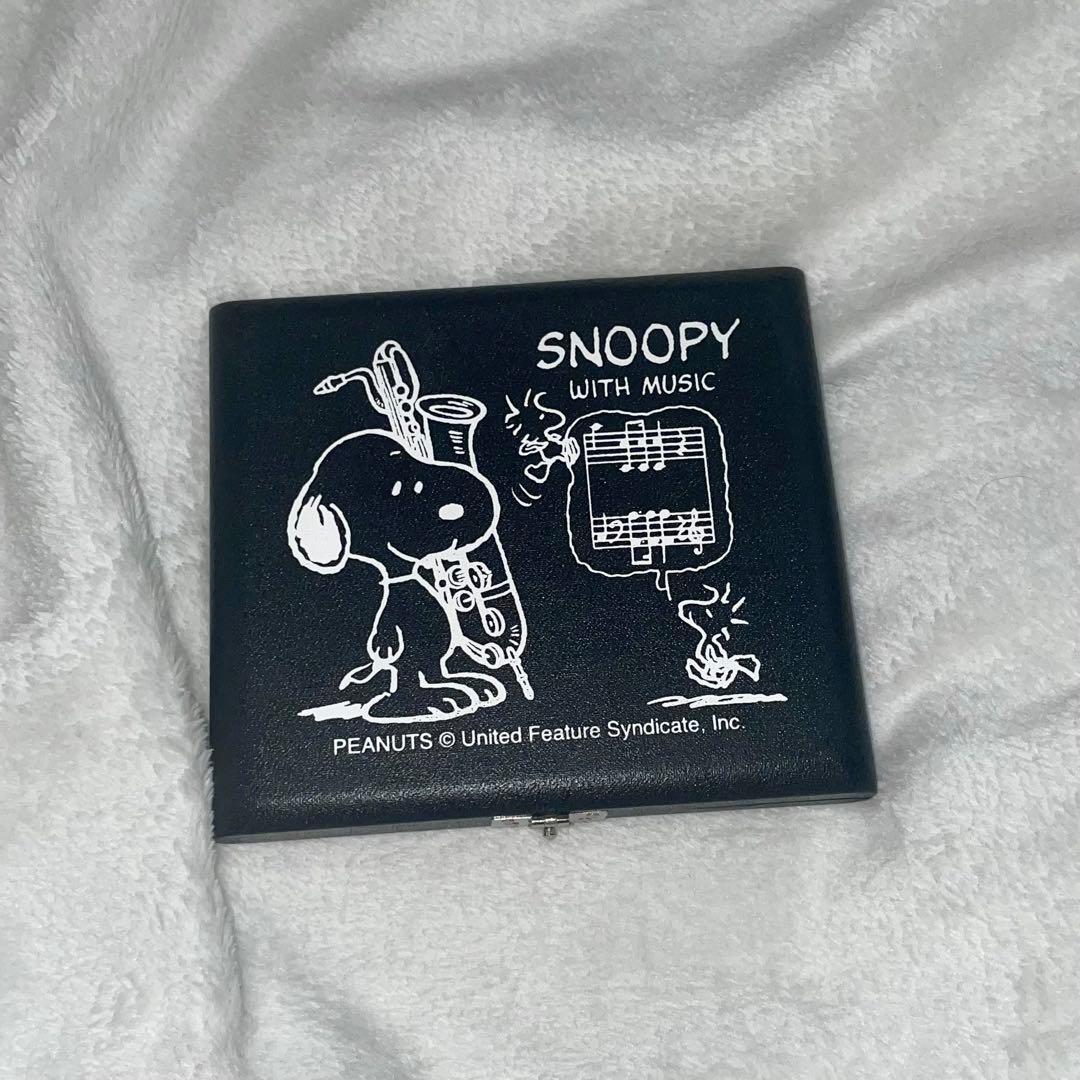 SNOOPY
WITH MUSIC
PEANUTS © United Feature Syndicate, Inc.